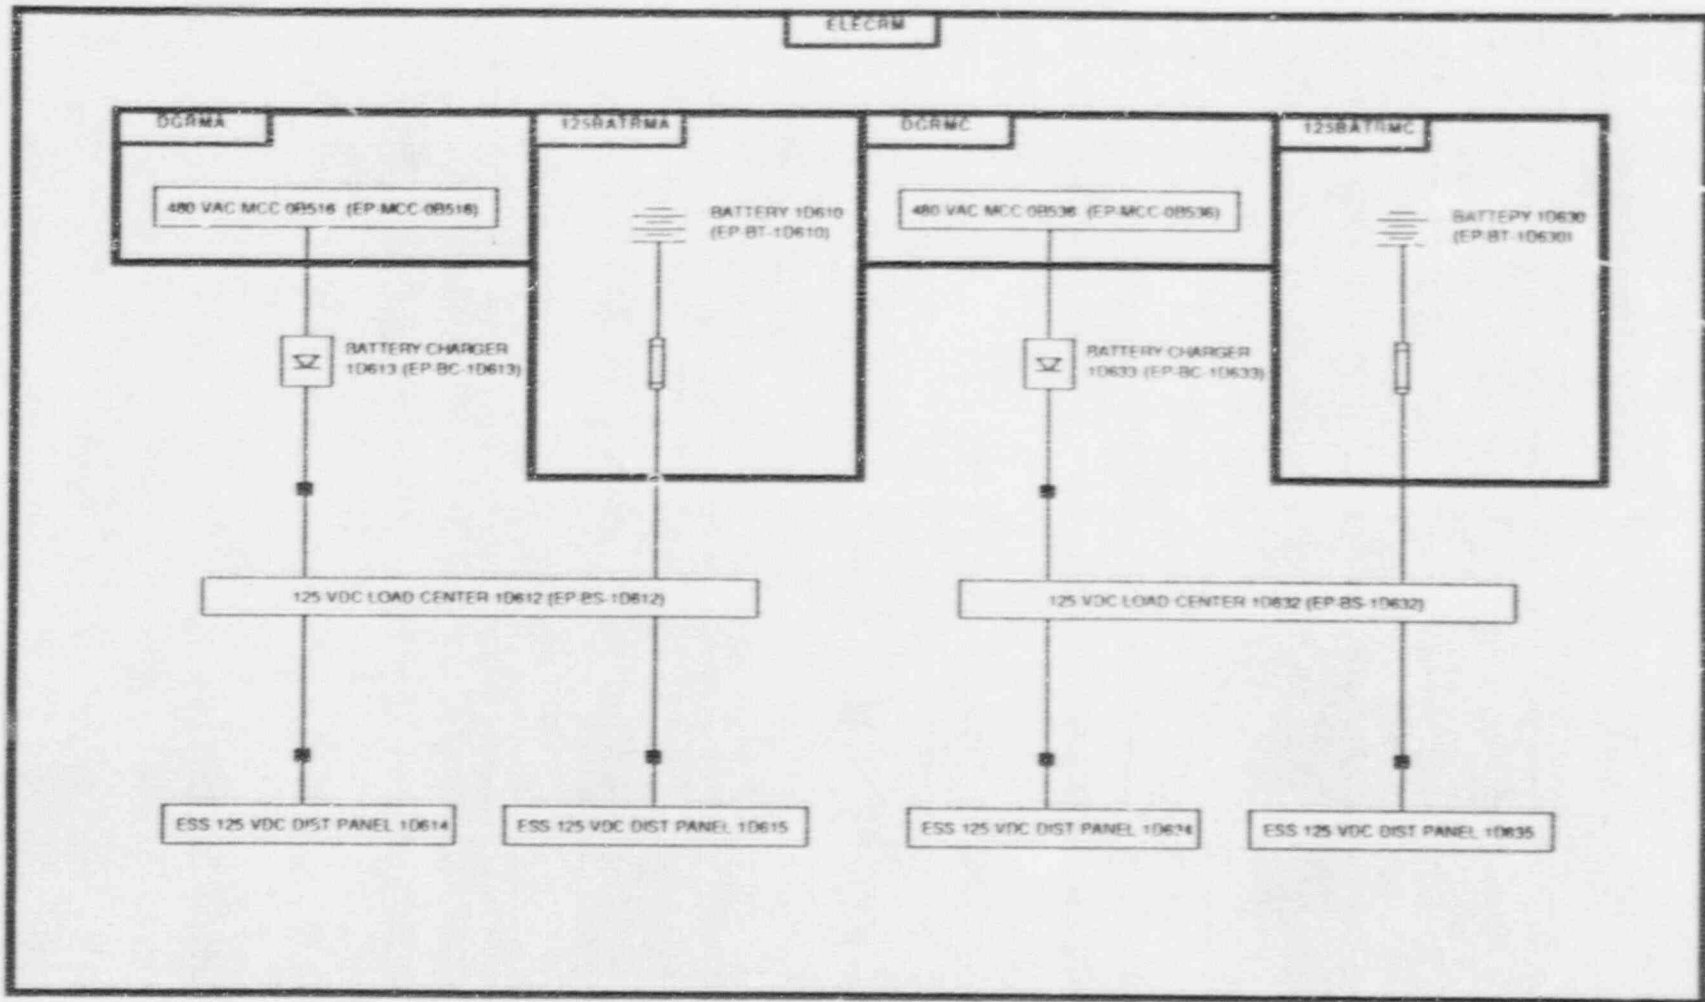 ELECRM
DGRMA
125BATRMA
DGRMC
125BATRMC
480 VAC MCC 0B516 (EP-MCC-0B516)
BATTERY 1D610
(EP-BT-1D610)
480 VAC MCC 0B536 (EP-MCC-0B536)
BATTERY 1D630
(EP-BT-1D630)
BATTERY CHARGER
1D613 (EP-BC-1D613)
BATTERY CHARGER
1D633 (EP-BC-1D633)
125 VDC LOAD CENTER 1D612 (EP-BS-1D612)
125 VDC LOAD CENTER 1D632 (EP-BS-1D632)
ESS 125 VDC DIST PANEL 1D614
ESS 125 VDC DIST PANEL 1D615
ESS 125 VDC DIST PANEL 1D634
ESS 125 VDC DIST PANEL 1D635